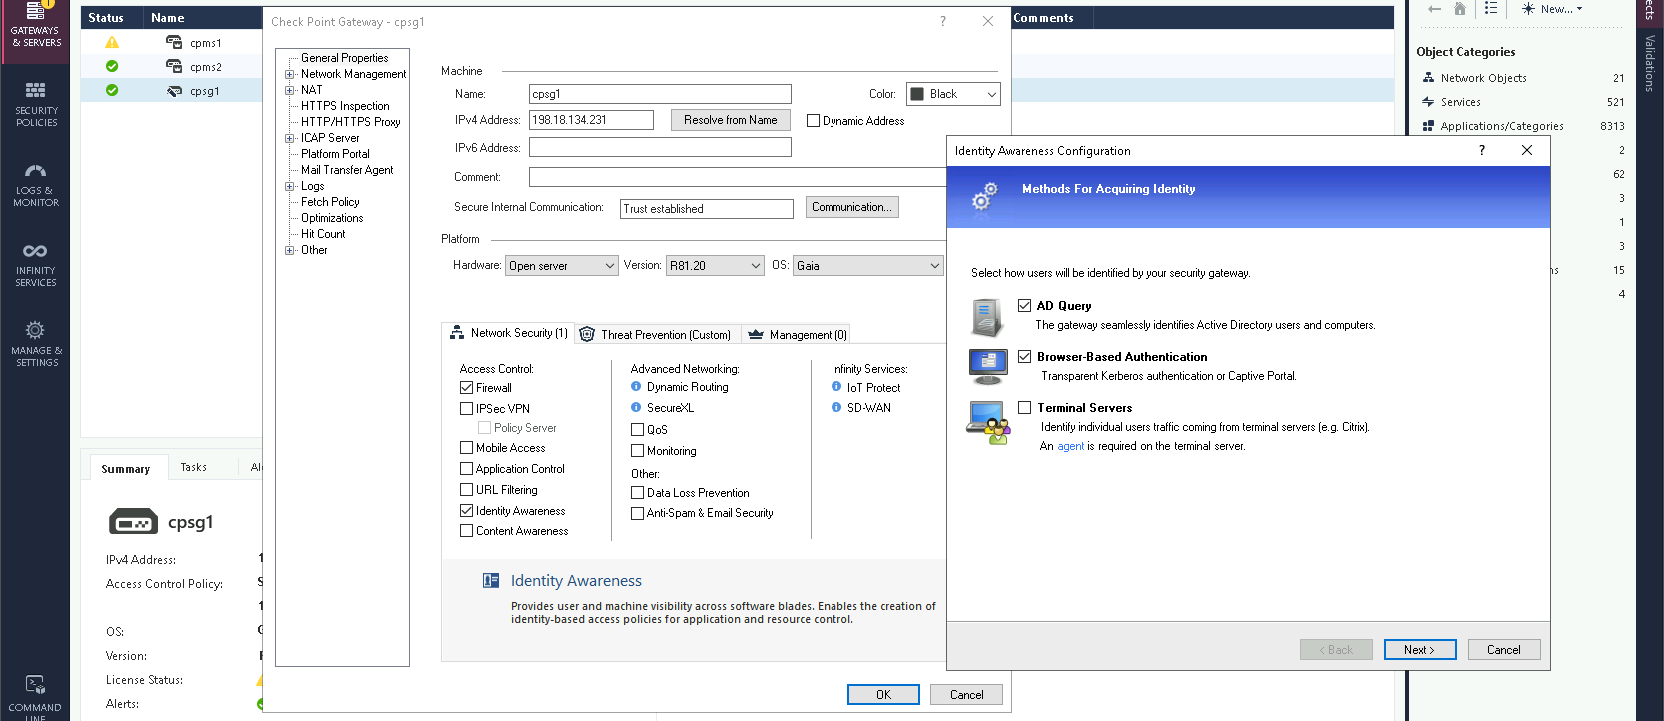 GATEWAYS
& SERVERS
SECURITY
POLICIES
LOGS &
MONITOR
INFINITY
SERVICES
MANAGE &
SETTINGS
COMMAND
LINE
Status Name
cpms1
cpms2
cpsg1
Comments
Summary Tasks
cpsg1
IPv4 Address:
Access Control Policy:
OS:
Version:
License Status:
Alerts:
Check Point Gateway - cpsg1
General Properties
Network Management
NAT
HTTPS Inspection
HTTP/HTTPS Proxy
ICAP Server
Platform Portal
Mail Transfer Agent
Logs
Fetch Policy
Optimizations
Hit Count
Other
Machine
Name: cpsg1 Color: Black
IPv4 Address: 198.18.134.231 Resolve from Name Dynamic Address
IPv6 Address:
Comment:
Secure Internal Communication: Trust established Communication...
Platform
Hardware: Open server Version: R81.20 OS: Gaia
Network Security (1) Threat Prevention (Custom) Management (0)
Access Control:
Firewall
IPSec VPN
Policy Server
Mobile Access
Application Control
URL Filtering
Identity Awareness
Content Awareness
Advanced Networking:
Dynamic Routing
SecureXL
QoS
Monitoring
Other:
Data Loss Prevention
Anti-Spam & Email Security
nfinity Services:
IoT Protect
SD-WAN
Identity Awareness
Provides user and machine visibility across software blades. Enables the creation of
identity-based access policies for application and resource control.
OK Cancel
Identity Awareness Configuration
Methods For Acquiring Identity
Select how users will be identified by your security gateway.
AD Query
The gateway seamlessly identifies Active Directory users and computers.
Browser-Based Authentication
Transparent Kerberos authentication or Captive Portal.
Terminal Servers
Identify individual users traffic coming from terminal servers (e.g. Citrix).
An agent is required on the terminal server.
< Back Next > Cancel
New...
Object Categories
Network Objects 21
Services 521
Applications/Categories 8313
2
62
3
1
3
15
4
Validations